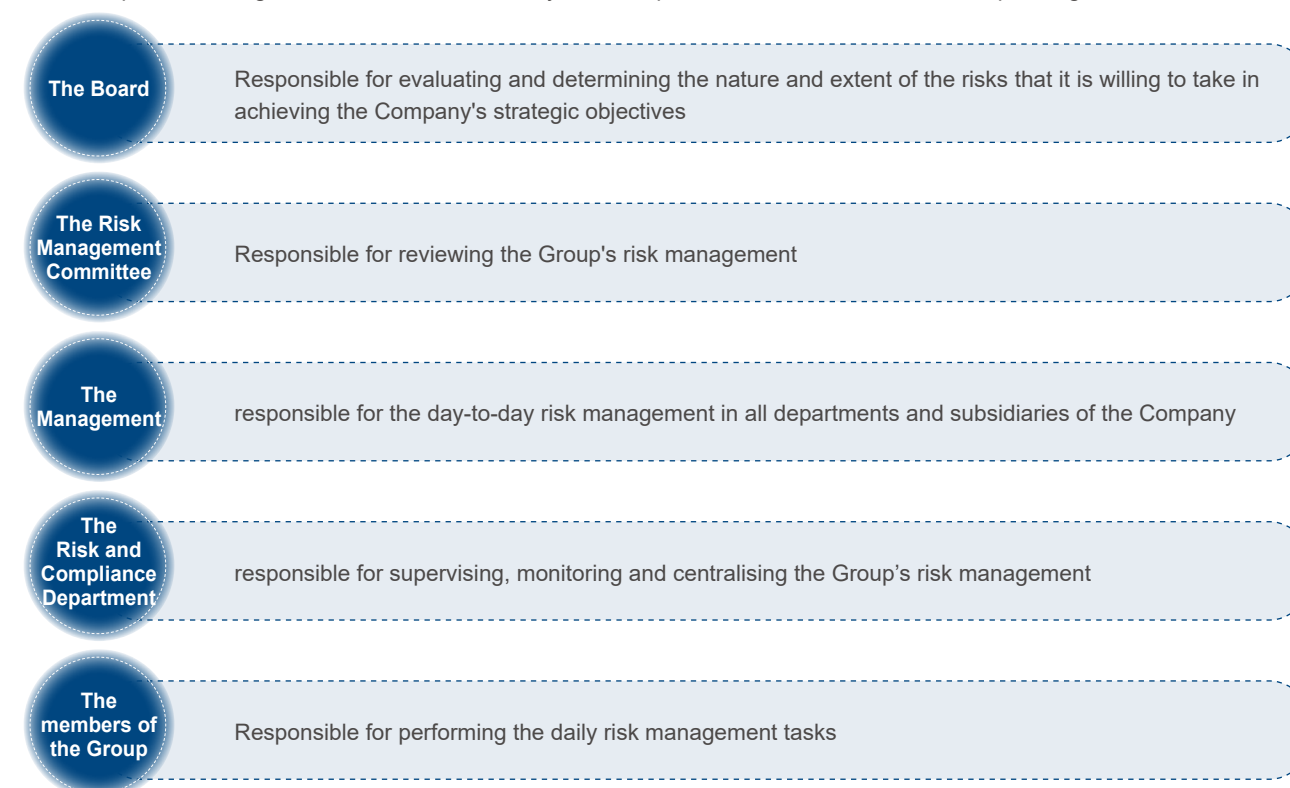 The Board
Responsible for evaluating and determining the nature and extent of the risks that it is willing to take in
achieving the Company's strategic objectives
The Risk
Management
Committee
Responsible for reviewing the Group's risk management
The
Management
responsible for the day-to-day risk management in all departments and subsidiaries of the Company
The
Risk and
Compliance
Department
responsible for supervising, monitoring and centralising the Group’s risk management
The
members of
the Group
Responsible for performing the daily risk management tasks